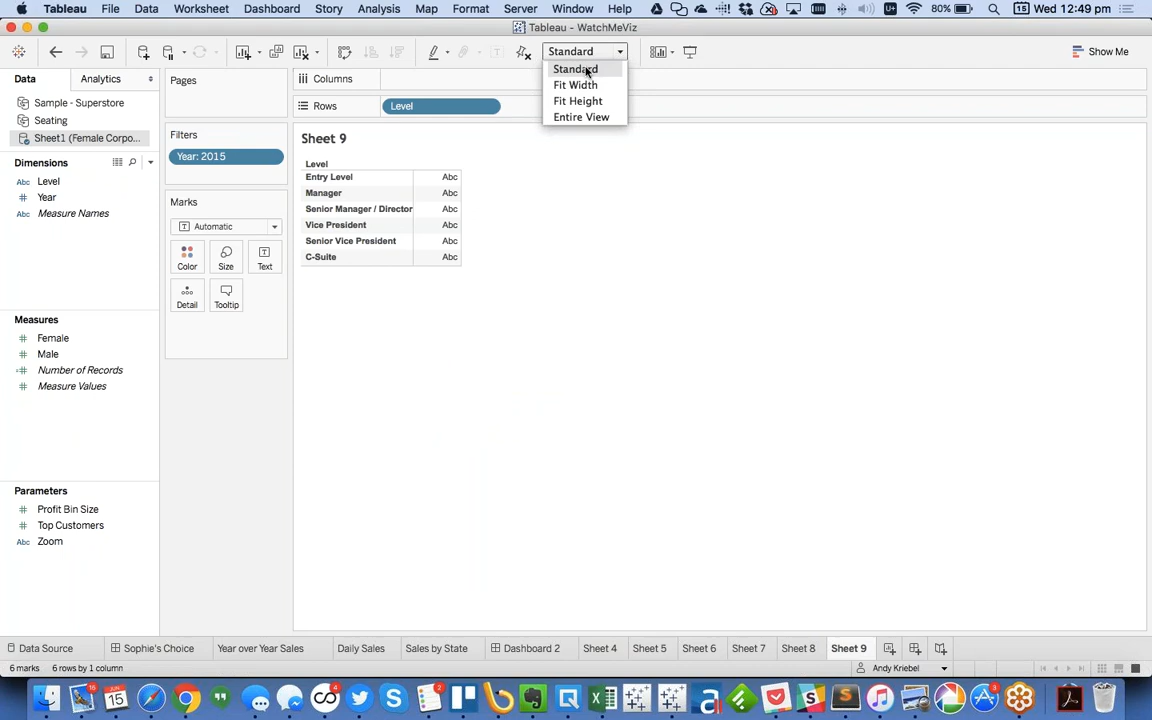 Tableau File Data Worksheet Dashboard Story Analysis Map Format Server Window Help 80% Wed 12:49 pm
Tableau - WatchMeViz
Standard
Show Me
Data Analytics
Pages
Columns
Standard
Fit Width
Fit Height
Entire View
Sample - Superstore
Seating
Sheet1 (Female Corpo...
Rows Level
Filters
Year: 2015
Sheet 9
Dimensions
Abc Level
# Year
Abc Measure Names
Marks
Automatic
Color Size Text
Detail Tooltip
Level
Entry Level Abc
Manager Abc
Senior Manager / Director Abc
Vice President Abc
Senior Vice President Abc
C-Suite Abc
Measures
# Female
# Male
# Number of Records
# Measure Values
Parameters
# Profit Bin Size
# Top Customers
Abc Zoom
Data Source Sophie's Choice Year over Year Sales Daily Sales Sales by State Dashboard 2 Sheet 4 Sheet 5 Sheet 6 Sheet 7 Sheet 8 Sheet 9
6 marks 6 rows by 1 column Andy Kriebel